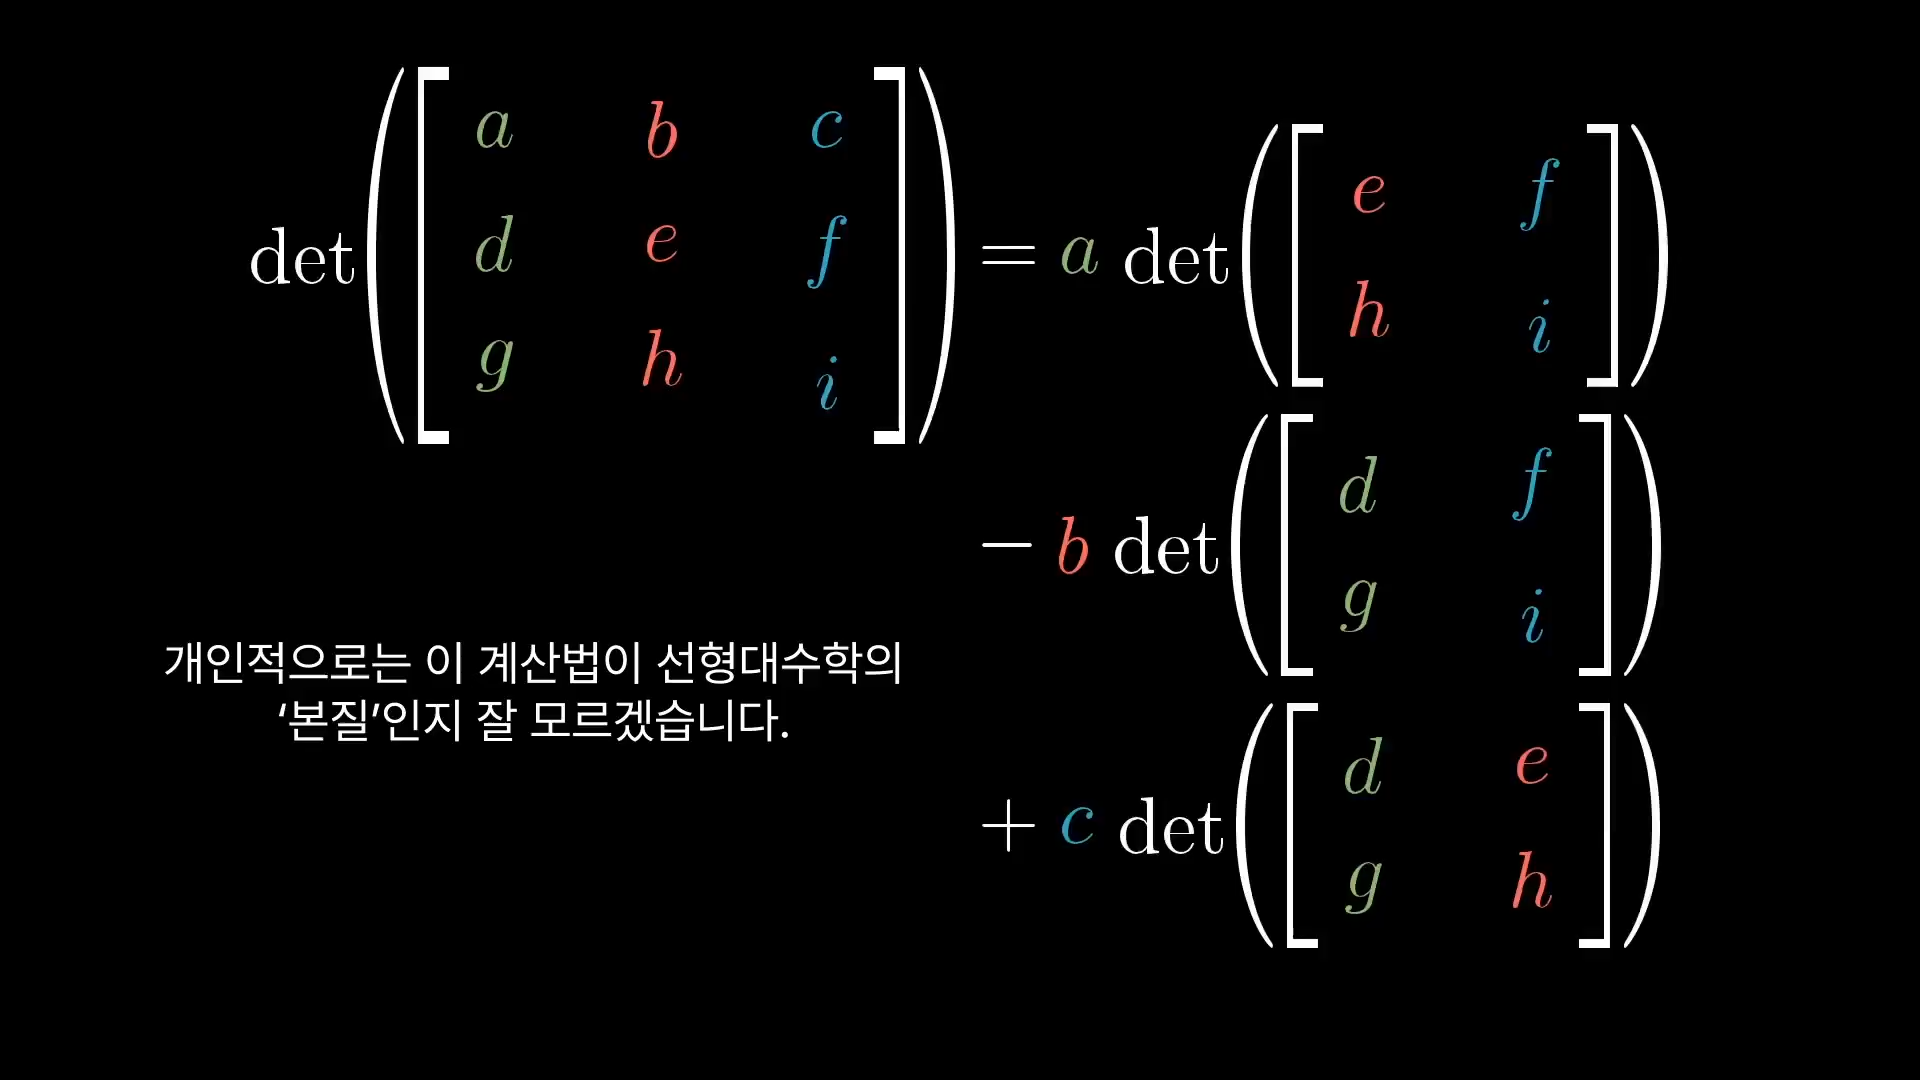 det([a b c
d e f
g h i]) = a det([e f
h i])
− b det([d f
g i])
+ c det([d e
g h])
개인적으로는 이 계산법이 선형대수학의
‘본질’인지 잘 모르겠습니다.